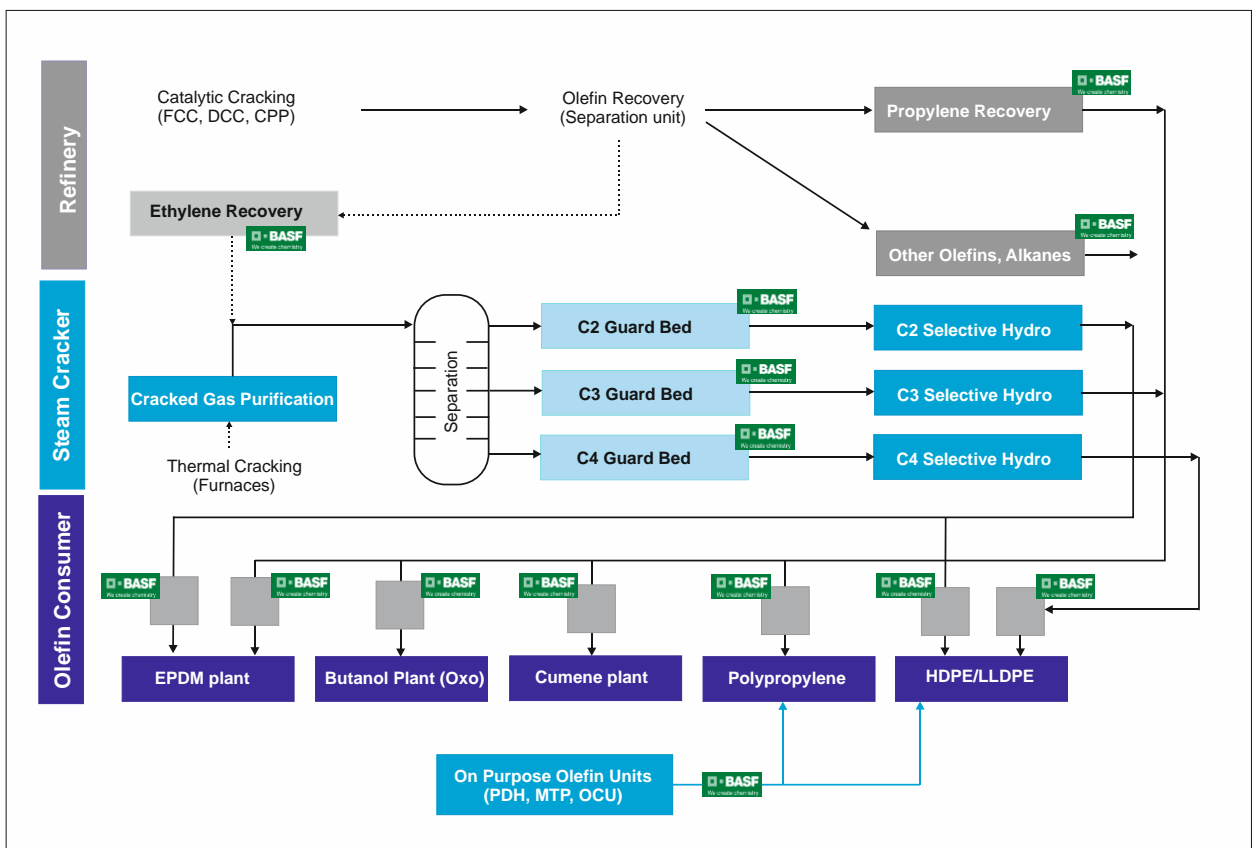 Refinery
Catalytic Cracking
(FCC, DCC, CPP)
Olefin Recovery
(Separation unit)
BASF
We create chemistry
Propylene Recovery
Ethylene Recovery
BASF
We create chemistry
BASF
We create chemistry
Other Olefins, Alkanes
Steam Cracker
Cracked Gas Purification
Thermal Cracking
(Furnaces)
Separation
BASF
We create chemistry
C2 Guard Bed
C2 Selective Hydro
BASF
We create chemistry
C3 Guard Bed
C3 Selective Hydro
BASF
We create chemistry
C4 Guard Bed
C4 Selective Hydro
Olefin Consumer
BASF
We create chemistry
BASF
We create chemistry
BASF
We create chemistry
BASF
We create chemistry
BASF
We create chemistry
BASF
We create chemistry
BASF
We create chemistry
EPDM plant
Butanol Plant (Oxo)
Cumene plant
Polypropylene
HDPE/LLDPE
On Purpose Olefin Units
(PDH, MTP, OCU)
BASF
We create chemistry